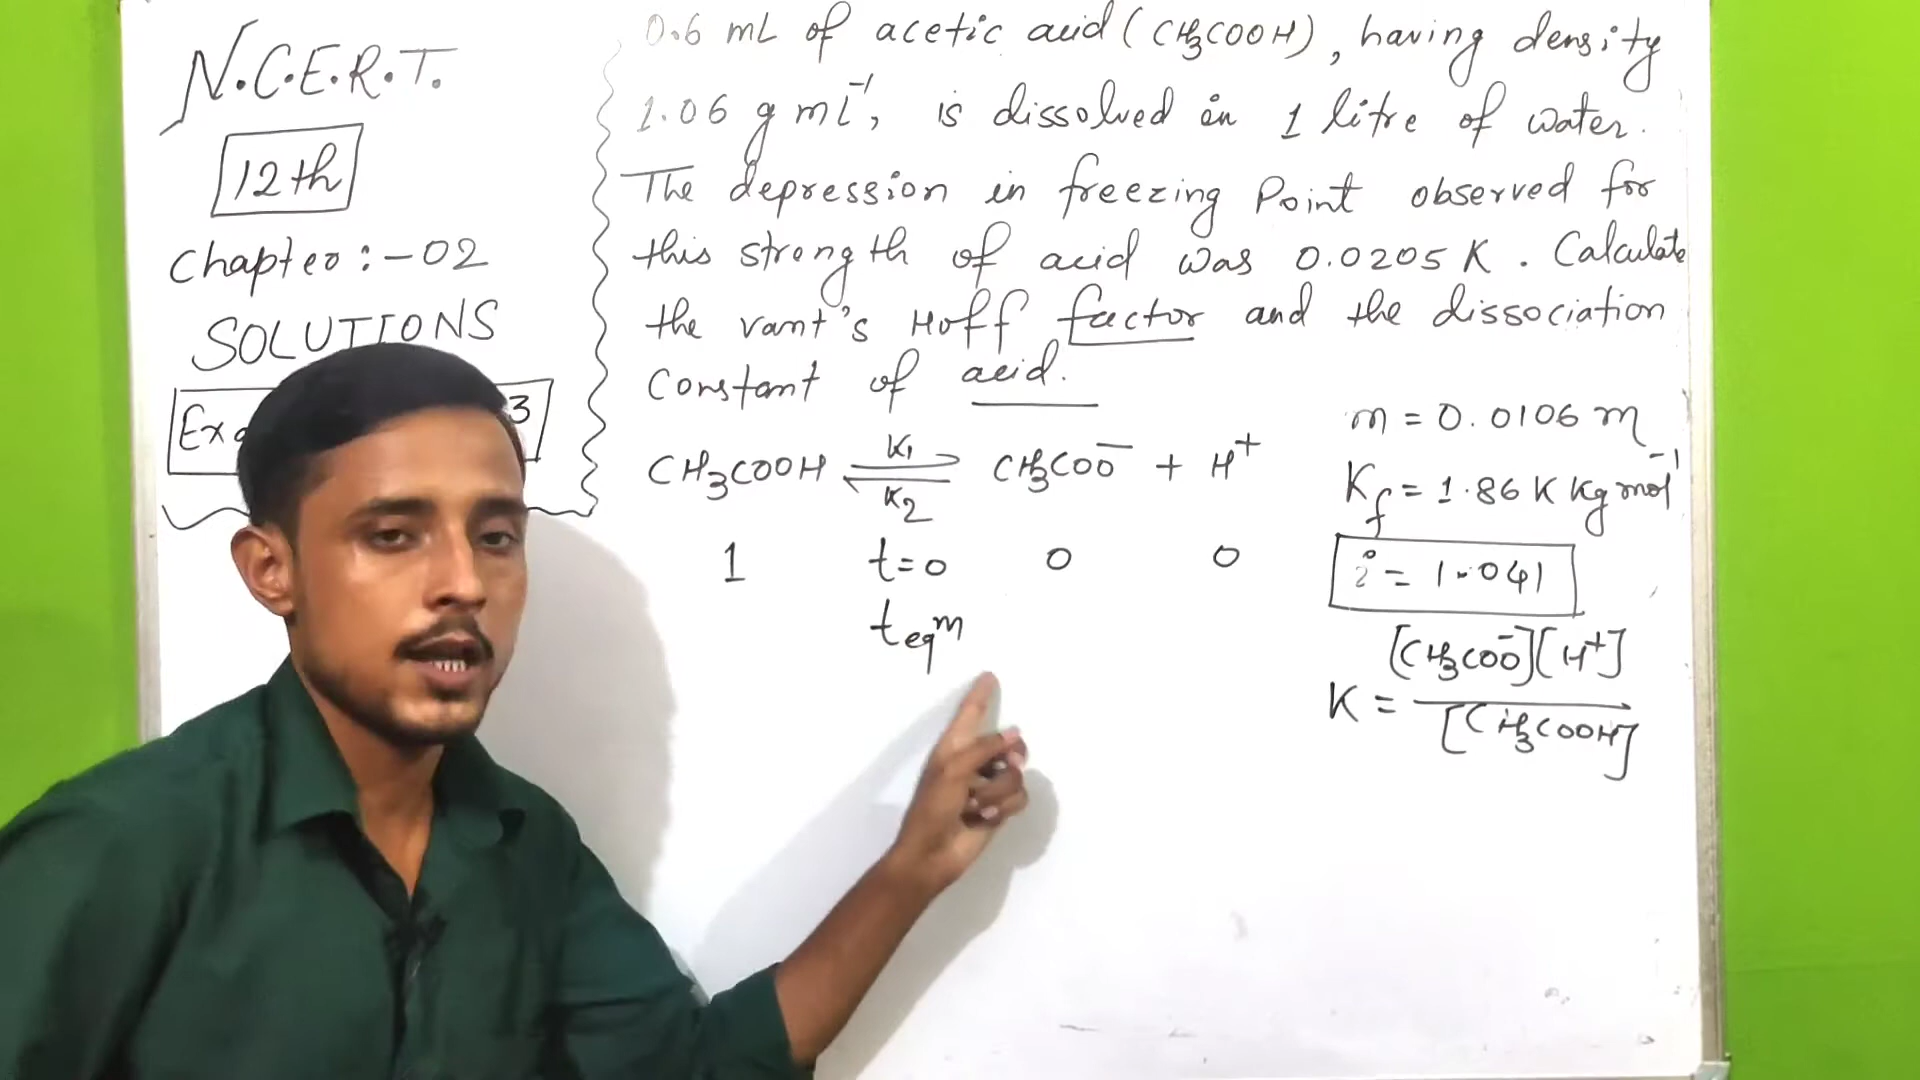 N.C.E.R.T.
12th
Chapter :- 02
SOLUTIONS
3
0.6 mL of acetic acid (CH3COOH), having density
1.06 g mL⁻¹, is dissolved in 1 litre of water.
The depression in freezing Point observed for
this strength of acid was 0.0205 K. Calculate
the vant's Hoff factor and the dissociation
Constant of acid.
CH3COOH ⇌ CH3COO⁻ + H⁺
K1
K2
1 t=0 0 0
teqm
m = 0.0106 m
Kf = 1.86 K Kg mol⁻¹
i = 1.041
K = [CH3COO⁻][H⁺] / [CH3COOH]